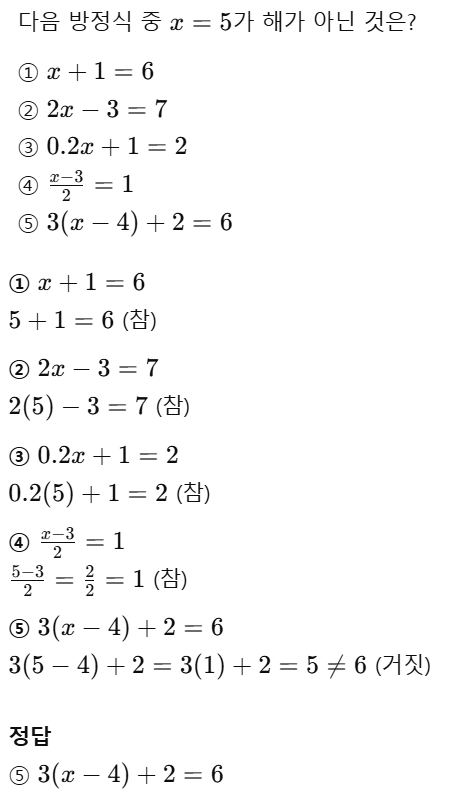 다음 방정식 중 x = 5가 해가 아닌 것은?
① x + 1 = 6
② 2x − 3 = 7
③ 0.2x + 1 = 2
④ \frac{x−3}{2} = 1
⑤ 3(x − 4) + 2 = 6
① x + 1 = 6
5 + 1 = 6 (참)
② 2x − 3 = 7
2(5) − 3 = 7 (참)
③ 0.2x + 1 = 2
0.2(5) + 1 = 2 (참)
④ \frac{x−3}{2} = 1
\frac{5−3}{2} = \frac{2}{2} = 1 (참)
⑤ 3(x − 4) + 2 = 6
3(5 − 4) + 2 = 3(1) + 2 = 5 ≠ 6 (거짓)
정답
⑤ 3(x − 4) + 2 = 6